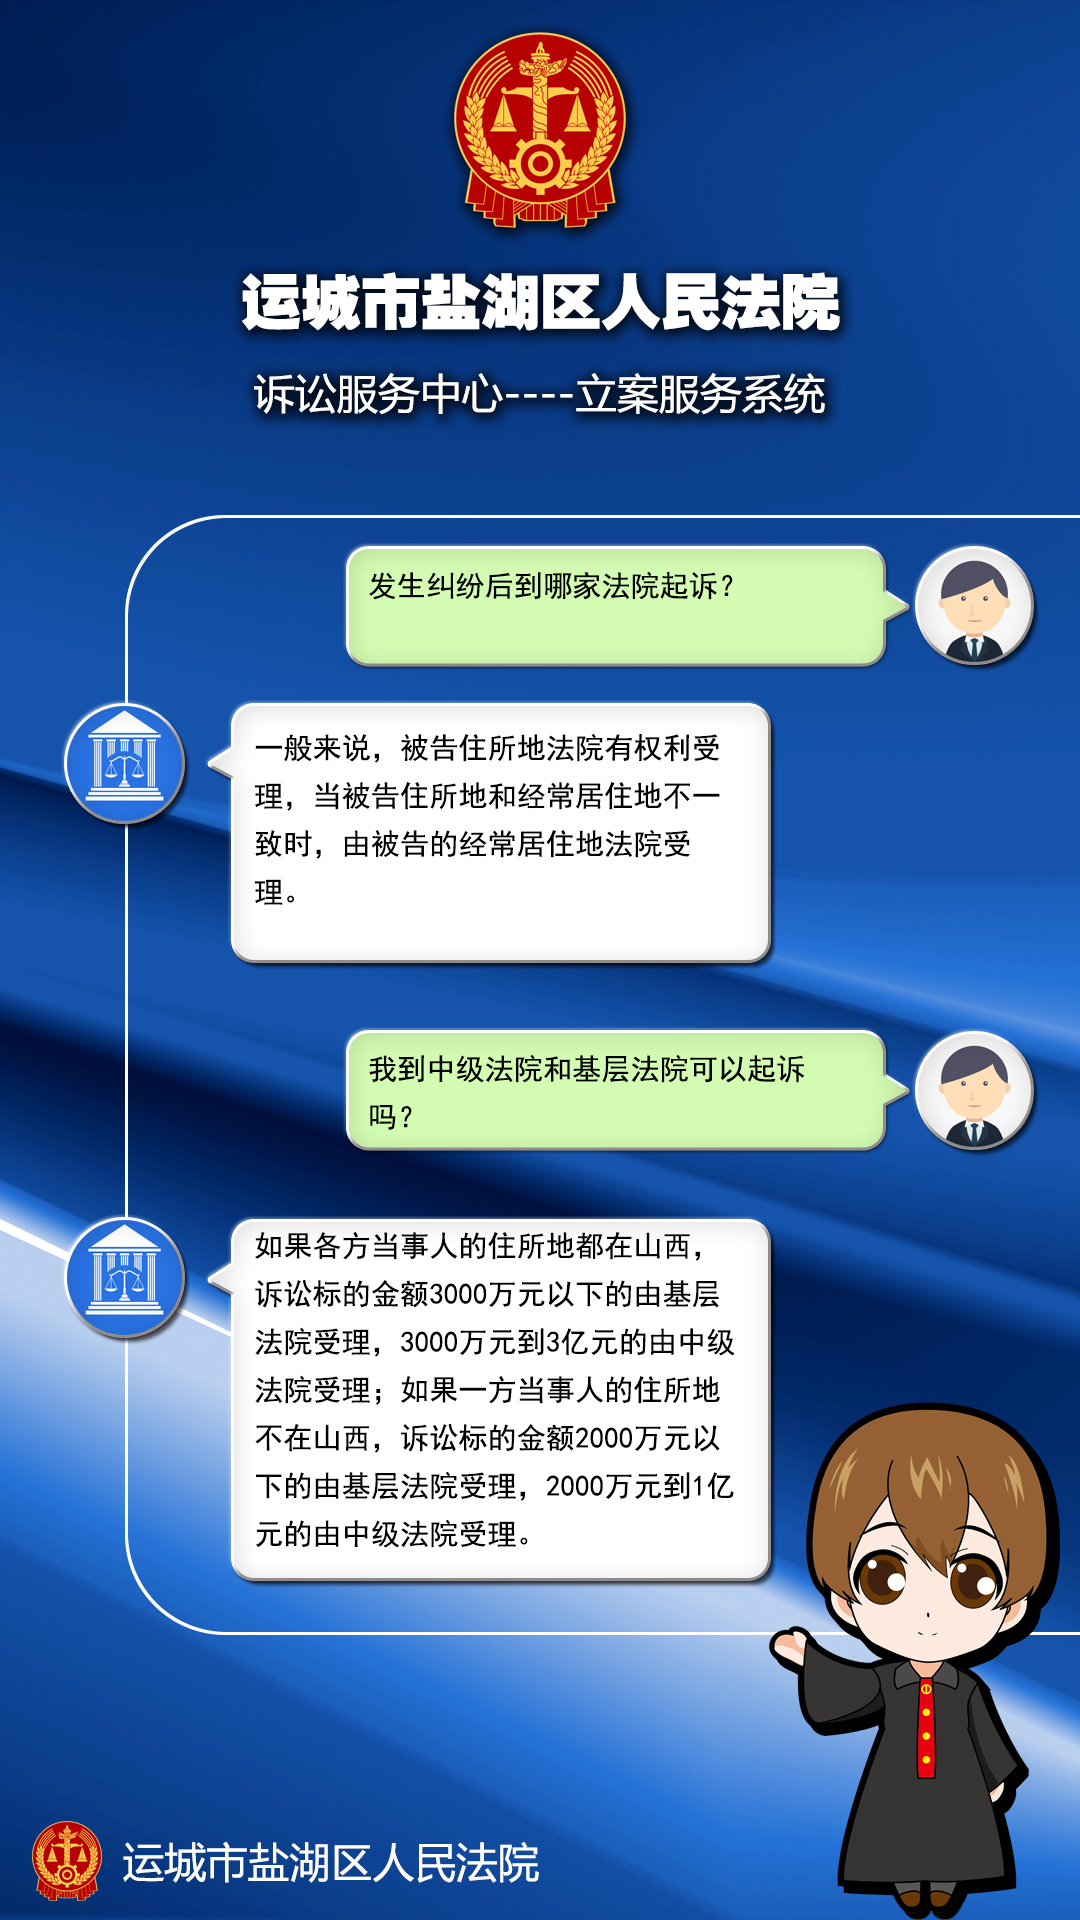 运城市盐湖区人民法院
诉讼服务中心----立案服务系统
发生纠纷后到哪家法院起诉？
一般来说，被告住所地法院有权利受
理，当被告住所地和经常居住地不一
致时，由被告的经常居住地法院受
理。
我到中级法院和基层法院可以起诉
吗？
如果各方当事人的住所地都在山西，
诉讼标的金额3000万元以下的由基层
法院受理，3000万元到3亿元的由中级
法院受理；如果一方当事人的住所地
不在山西，诉讼标的金额2000万元以
下的由基层法院受理，2000万元到1亿
元的由中级法院受理。
运城市盐湖区人民法院